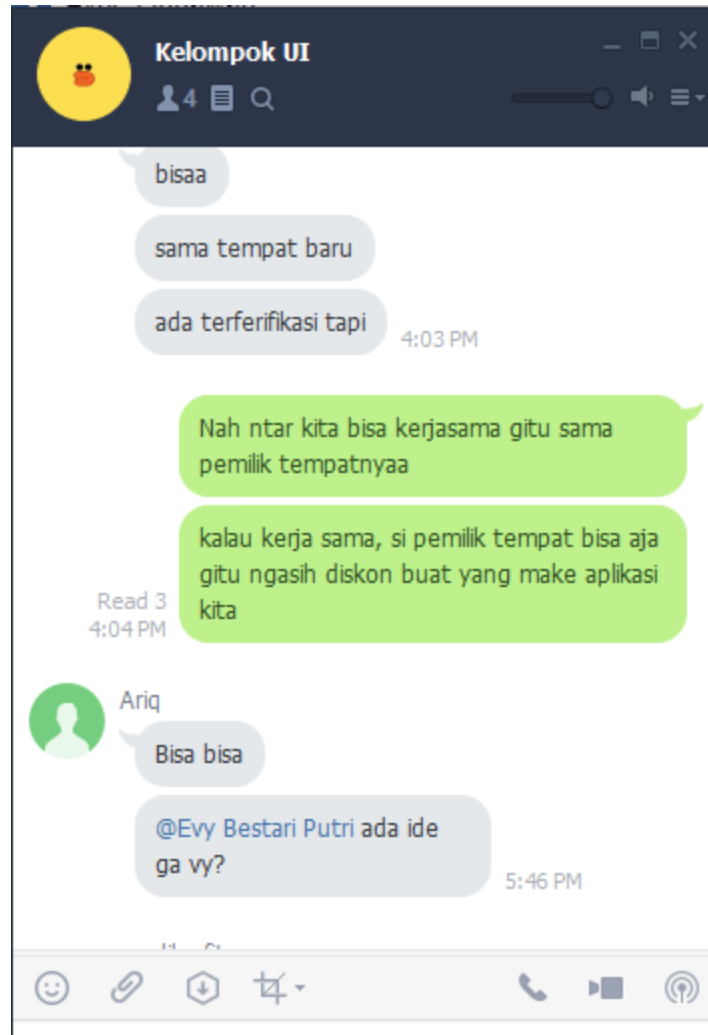 Kelompok UI
4
bisaa
sama tempat baru
ada terferifikasi tapi
4:03 PM
Nah ntar kita bisa kerjasama gitu sama
pemilik tempatnyaa
kalau kerja sama, si pemilik tempat bisa aja
gitu ngasih diskon buat yang make aplikasi
kita
Read 3
4:04 PM
Ariq
Bisa bisa
@Evy Bestari Putri ada ide
ga vy?
5:46 PM